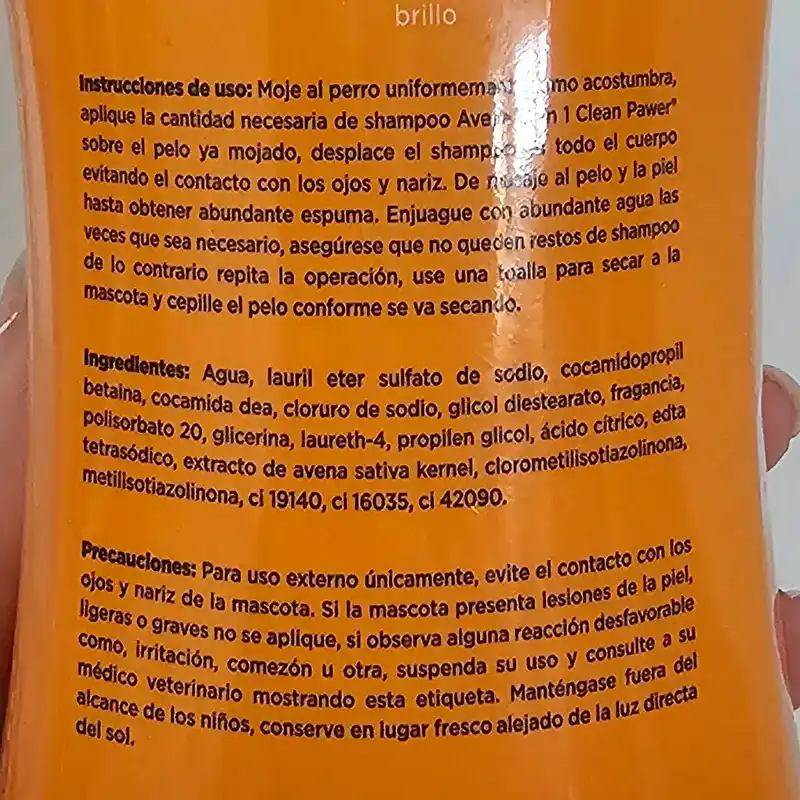 brillo
Instrucciones de uso: Moje al perro uniformemen mo acostumbra,
aplique la cantidad necesaria de shampoo Ave n 1 Clean Pawer®
sobre el pelo ya mojado, desplace el shampoo todo el cuerpo
evitando el contacto con los ojos y nariz. De masaje al pelo y la piel
hasta obtener abundante espuma. Enjuague con abundante agua las
veces que sea necesario, asegúrese que no queden restos de shampoo
de lo contrario repita la operación, use una toalla para secar a la
mascota y cepille el pelo conforme se va secando.
Ingredientes: Agua, lauril eter sulfato de sodio, cocamidopropil
betaina, cocamida dea, cloruro de sodio, glicol diestearato, fragancia,
polisorbato 20, glicerina, laureth-4, propilen glicol, ácido cítrico, edta
tetrasódico, extracto de avena sativa kernel, clorometilisotiazolinona,
metilisotiazolinona, ci 19140, ci 16035, ci 42090.
Precauciones: Para uso externo únicamente, evite el contacto con los
ojos y nariz de la mascota. Si la mascota presenta lesiones de la piel,
ligeras o graves no se aplique, si observa alguna reacción desfavorable
como, irritación, comezón u otra, suspenda su uso y consulte a su
médico veterinario mostrando esta etiqueta. Manténgase fuera del
alcance de los niños, conserve en lugar fresco alejado de la luz directa
del sol.